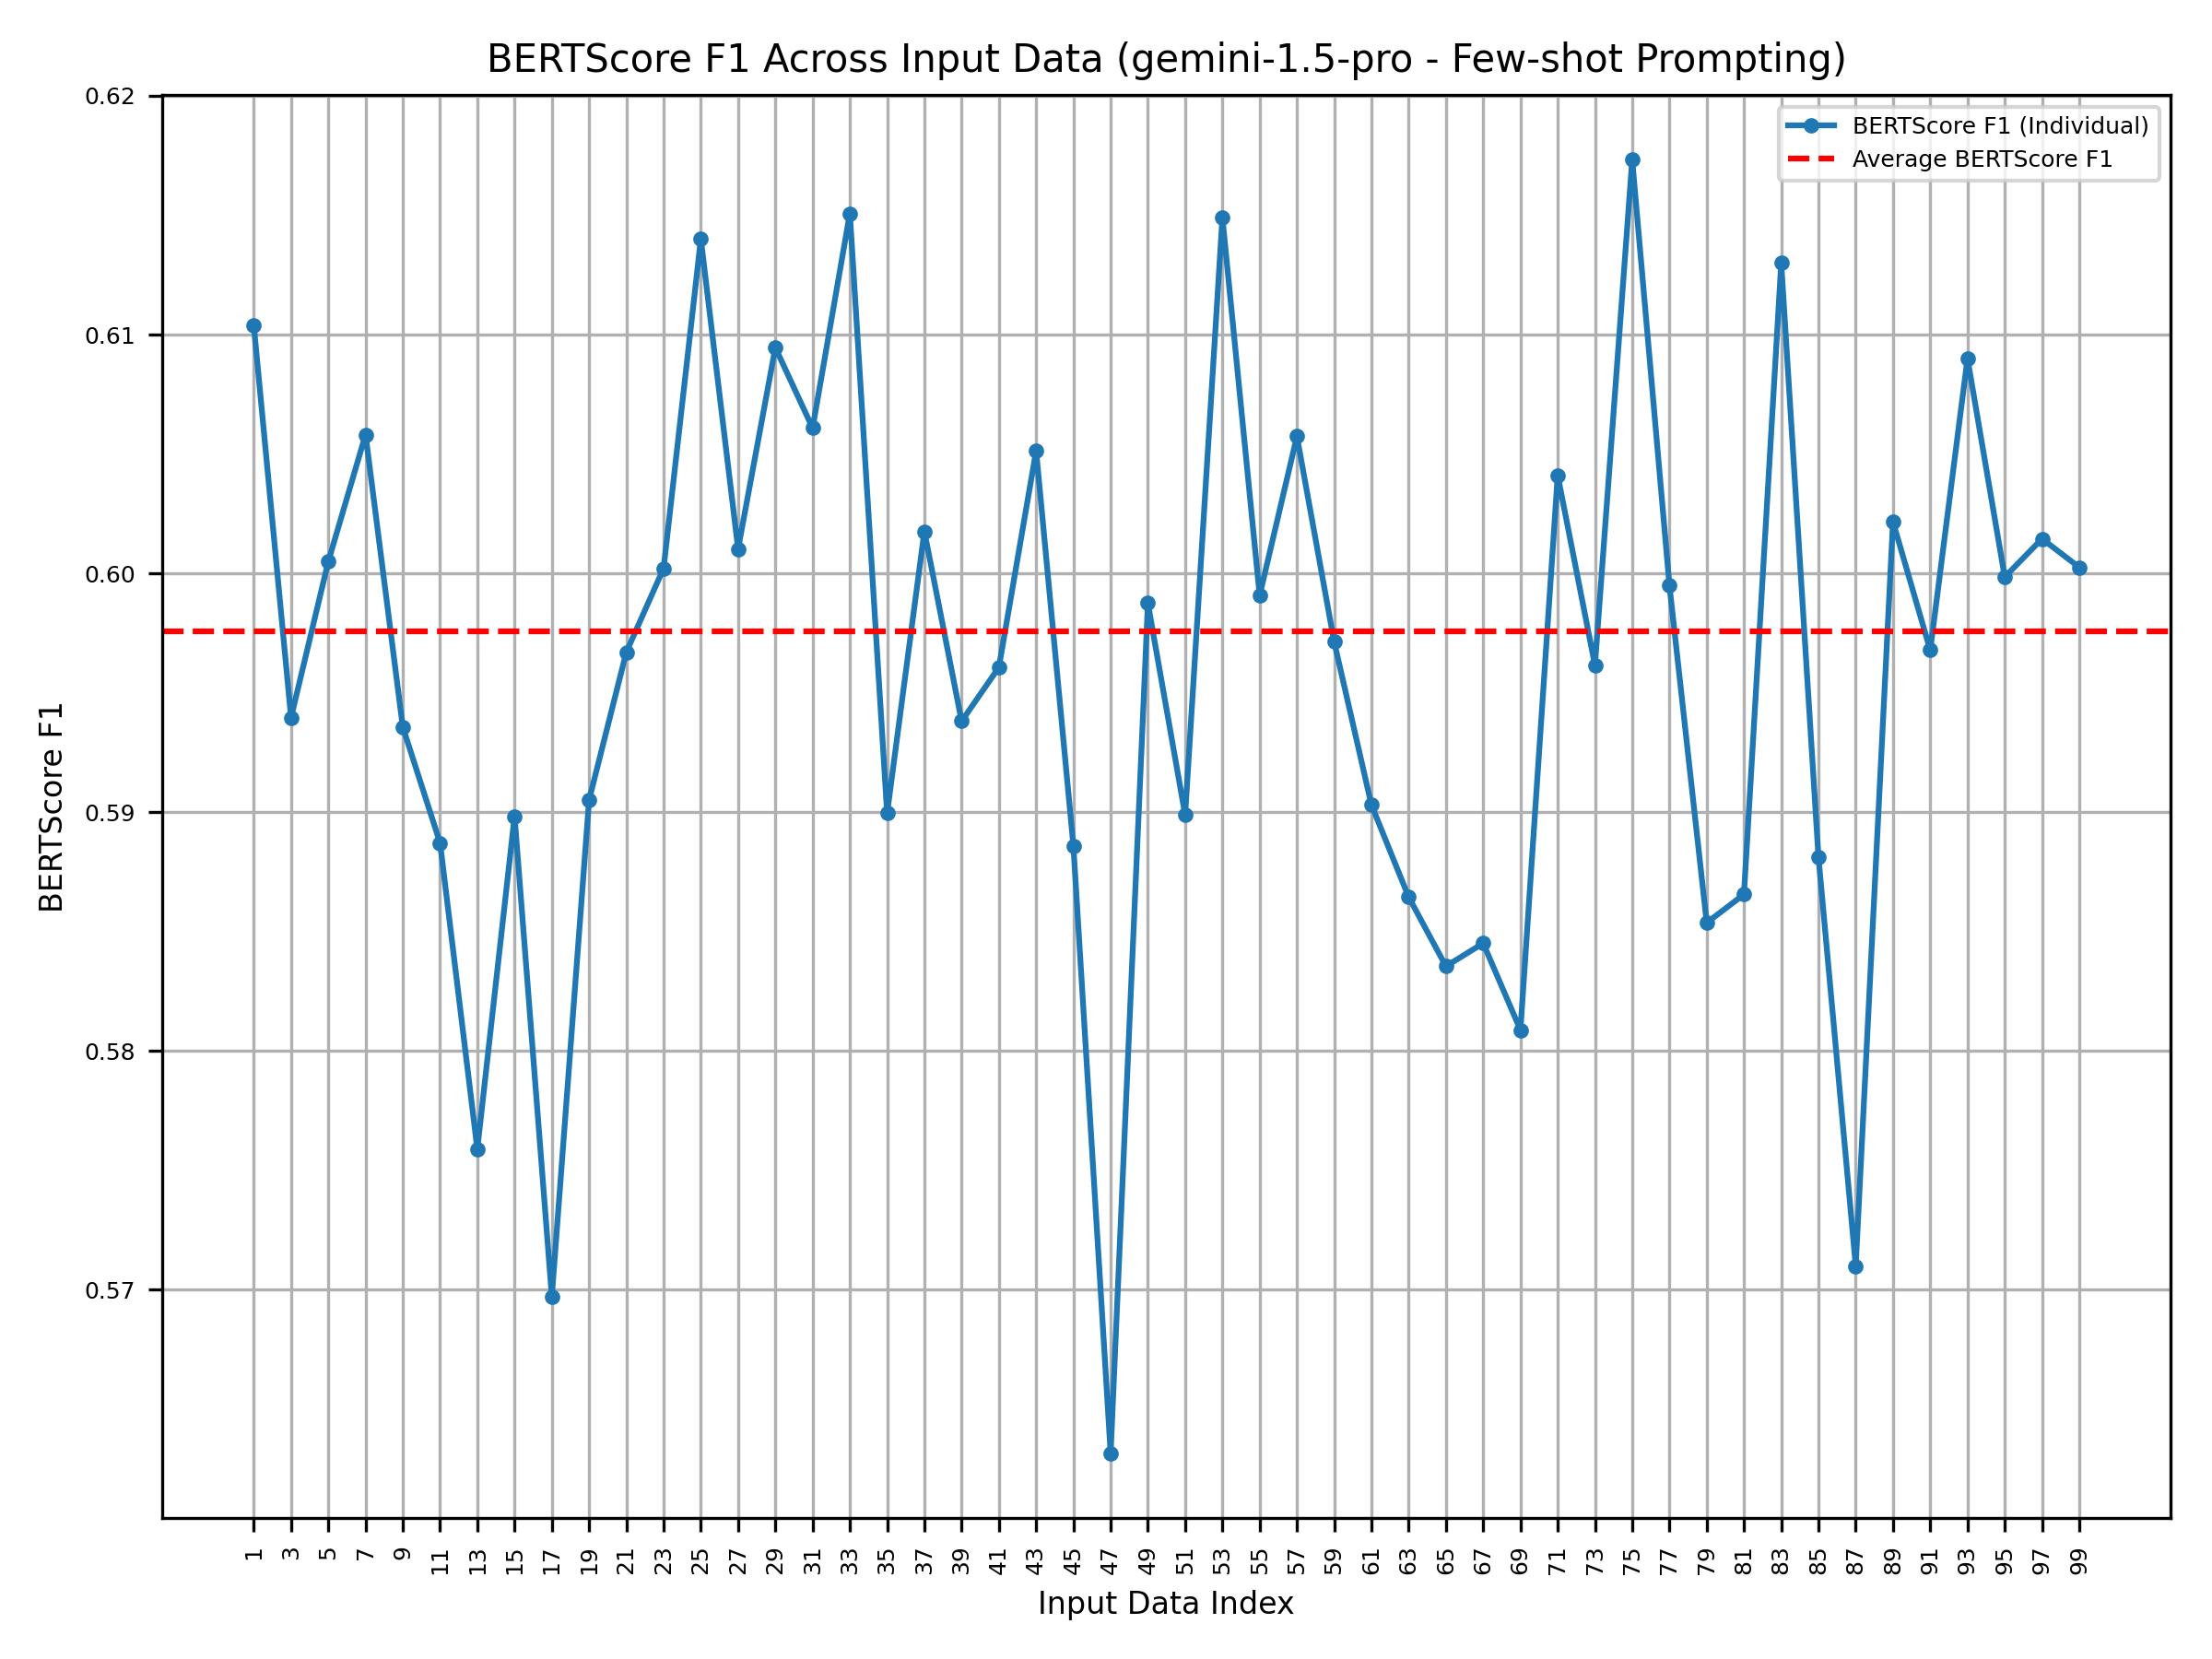 BERTScore F1 Across Input Data (gemini-1.5-pro - Few-shot Prompting)
BERTScore F1 (Individual)
Average BERTScore F1
0.62
0.61
0.60
0.59
0.58
0.57
BERTScore F1
1 3 5 7 9 11 13 15 17 19 21 23 25 27 29 31 33 35 37 39 41 43 45 47 49 51 53 55 57 59 61 63 65 67 69 71 73 75 77 79 81 83 85 87 89 91 93 95 97 99
Input Data Index